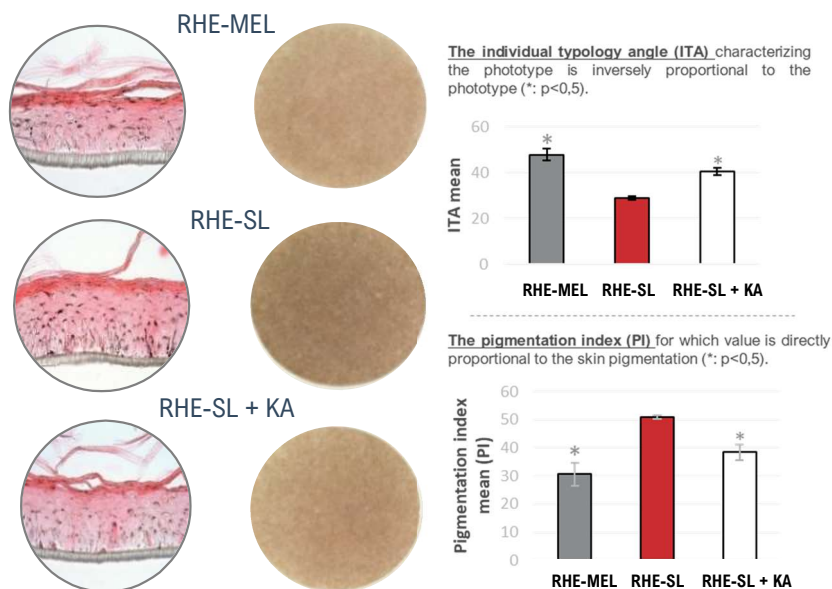 RHE-MEL
RHE-SL
RHE-SL + KA
The individual typology angle (ITA) characterizing
the phototype is inversely proportional to the
phototype (*: p<0,5).
60
40
20
0
ITA mean
*
*
RHE-MEL RHE-SL RHE-SL + KA
The pigmentation index (PI) for which value is directly
proportional to the skin pigmentation (*: p<0,5).
60
50
40
30
20
10
0
Pigmentation index
mean (PI)
*
*
RHE-MEL RHE-SL RHE-SL + KA